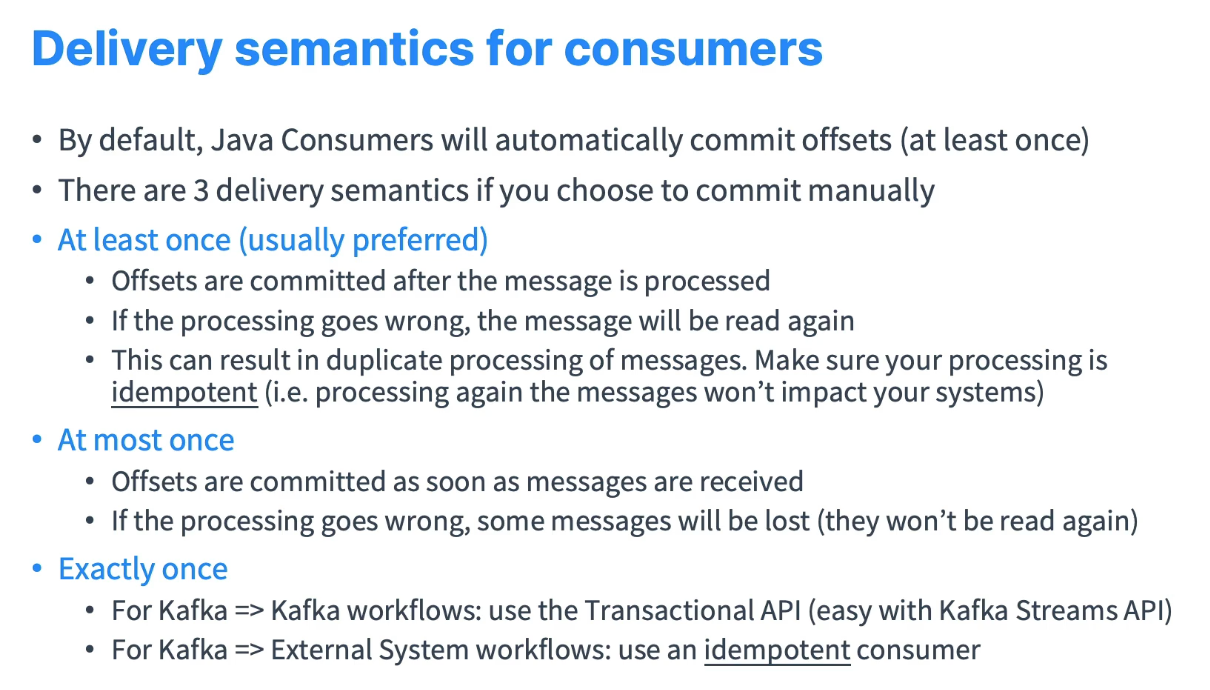 Delivery semantics for consumers
• By default, Java Consumers will automatically commit offsets (at least once)
• There are 3 delivery semantics if you choose to commit manually
• At least once (usually preferred)
• Offsets are committed after the message is processed
• If the processing goes wrong, the message will be read again
• This can result in duplicate processing of messages. Make sure your processing is
idempotent (i.e. processing again the messages won’t impact your systems)
• At most once
• Offsets are committed as soon as messages are received
• If the processing goes wrong, some messages will be lost (they won’t be read again)
• Exactly once
• For Kafka => Kafka workflows: use the Transactional API (easy with Kafka Streams API)
• For Kafka => External System workflows: use an idempotent consumer